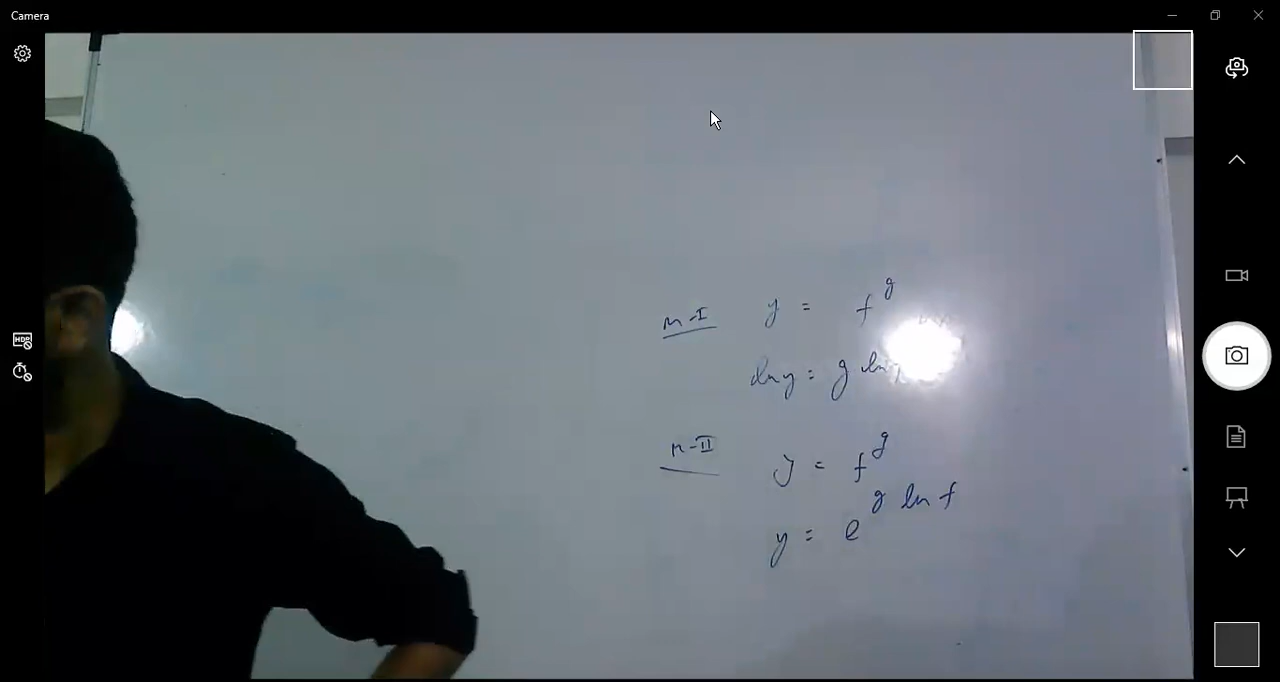 Camera
M-I y = f^g
ln y = g ln
M-II y = f^g
y = e^{g ln f}